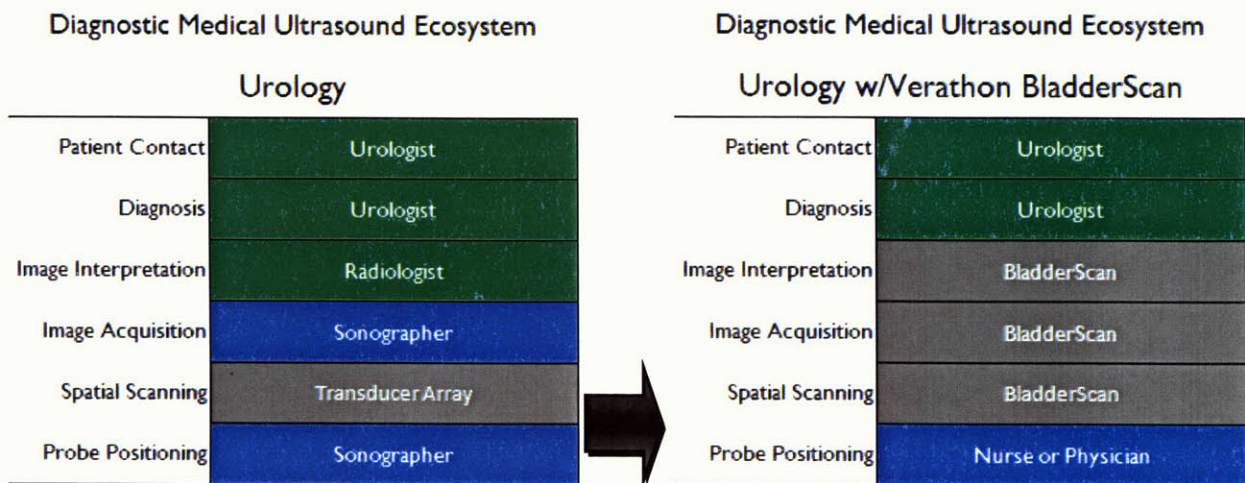 Diagnostic Medical Ultrasound Ecosystem
Urology
Patient Contact Urologist
Diagnosis Urologist
Image Interpretation Radiologist
Image Acquisition Sonographer
Spatial Scanning Transducer Array
Probe Positioning Sonographer
Diagnostic Medical Ultrasound Ecosystem
Urology w/Verathon BladderScan
Patient Contact Urologist
Diagnosis Urologist
Image Interpretation BladderScan
Image Acquisition BladderScan
Spatial Scanning BladderScan
Probe Positioning Nurse or Physician